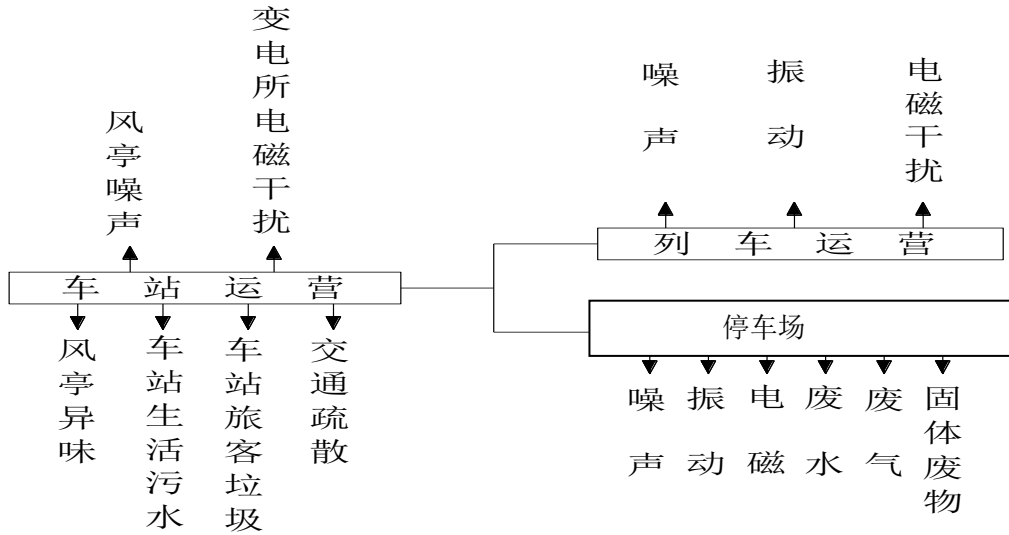 风亭噪声
变电所电磁干扰
车站运营
风亭异味
车站生活污水
车站旅客垃圾
交通疏散
噪声
振动
电磁干扰
列车运营
停车场
噪声
振动
电磁
废水
废气
固体废物